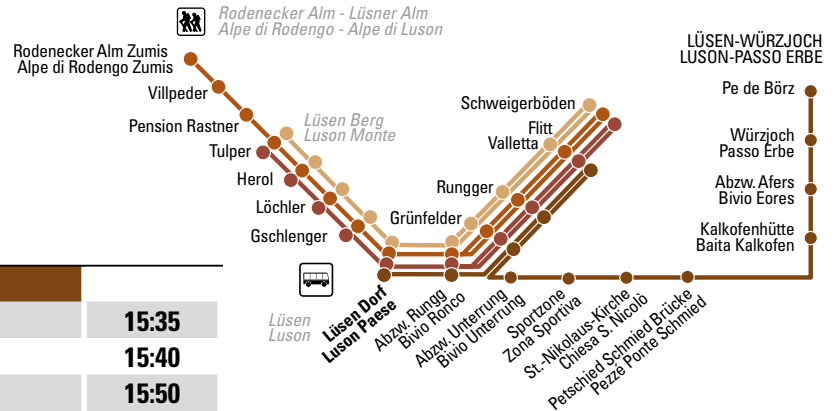 Rodenecker Alm - Lüsner Alm
Alpe di Rodengo - Alpe di Luson
Rodenecker Alm Zumis
Alpe di Rodengo Zumis
Villpeder
Pension Rastner
Tulper
Herol
Löchler
Gschlenger
Lüsen Berg
Luson Monte
Schweigerböden
Flitt
Valletta
Rungger
Grünfelder
LÜSEN-WÜRZJOCH
LUSON-PASSO ERBE
Pe de Börz
Würzjoch
Passo Erbe
Abzw. Afers
Bivio Eores
Kalkofenhütte
Baita Kalkofen
Lüsen
Luson
Lüsen Dorf
Luson Paese
Abzw. Rungg
Bivio Ronco
Abzw. Unterrung
Bivio Unterrung
Sportzone
Zona Sportiva
St.-Nikolaus-Kirche
Chiesa S. Nicolò
Petschied Schmied Brücke
Pezzè Ponte Schmied
15:35
15:40
15:50